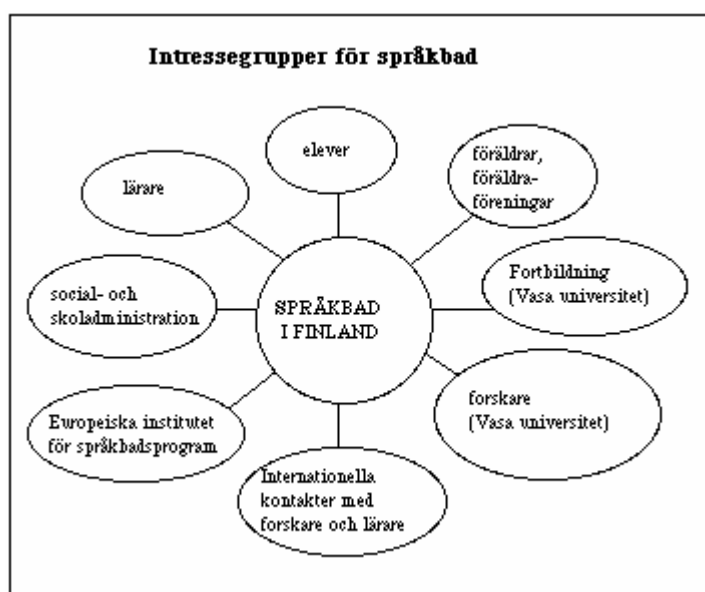 Intressegrupper för språkbad
elever
föräldrar,
föräldra-
föreningar
lärare
Fortbildning
(Vasa universitet)
social- och
skoladministration
SPRÅKBAD
I FINLAND
forskare
(Vasa universitet)
Europeiska institutet
för språkbadsprogram
Internationella
kontakter med
forskare och lärare